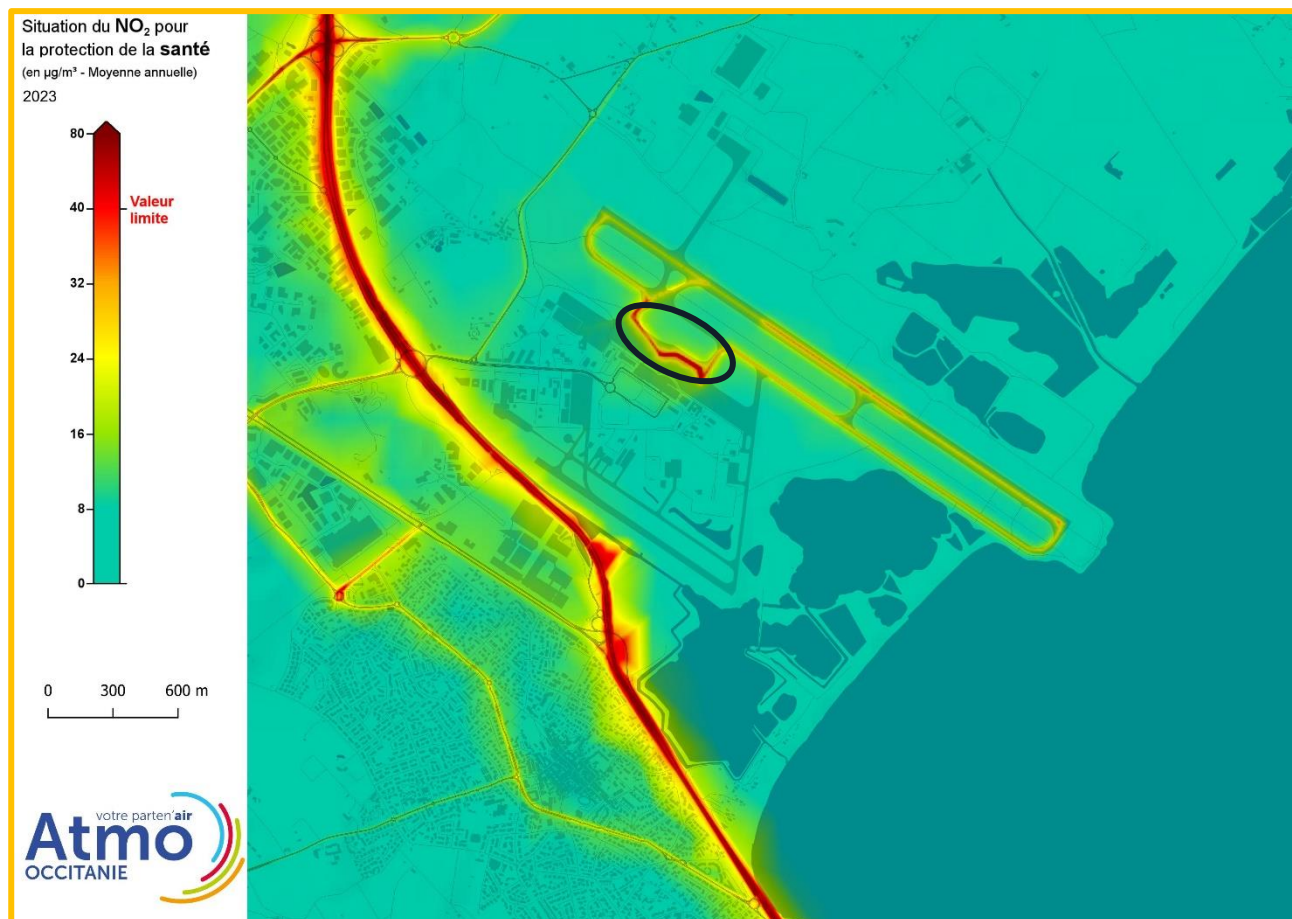 Situation du NO₂ pour
la protection de la santé
(en µg/m³ - Moyenne annuelle)
2023
80
40
Valeur
limite
32
24
16
8
0
0 300 600 m
votre parten'air
Atmo
OCCITANIE